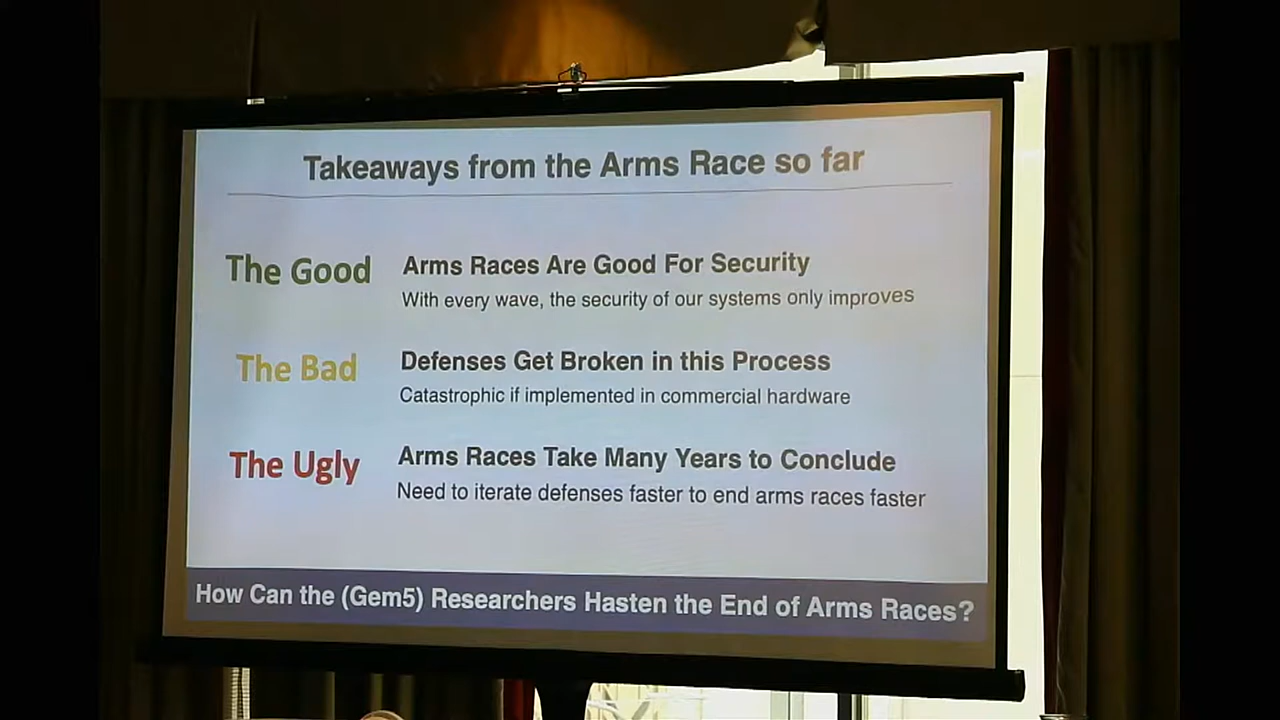 Takeaways from the Arms Race so far
The Good
Arms Races Are Good For Security
With every wave, the security of our systems only improves
The Bad
Defenses Get Broken in this Process
Catastrophic if implemented in commercial hardware
The Ugly
Arms Races Take Many Years to Conclude
Need to iterate defenses faster to end arms races faster
How Can the (Gem5) Researchers Hasten the End of Arms Races?